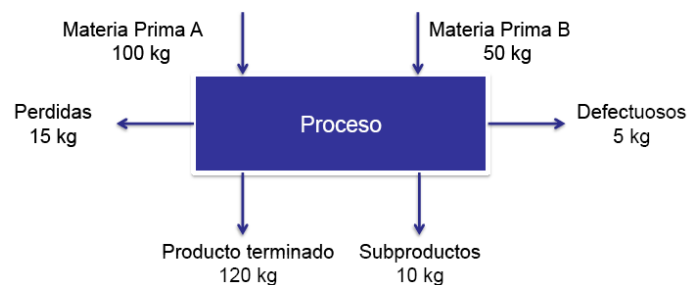 Materia Prima A
100 kg
Materia Prima B
50 kg
Perdidas
15 kg
Proceso
Defectuosos
5 kg
Producto terminado
120 kg
Subproductos
10 kg